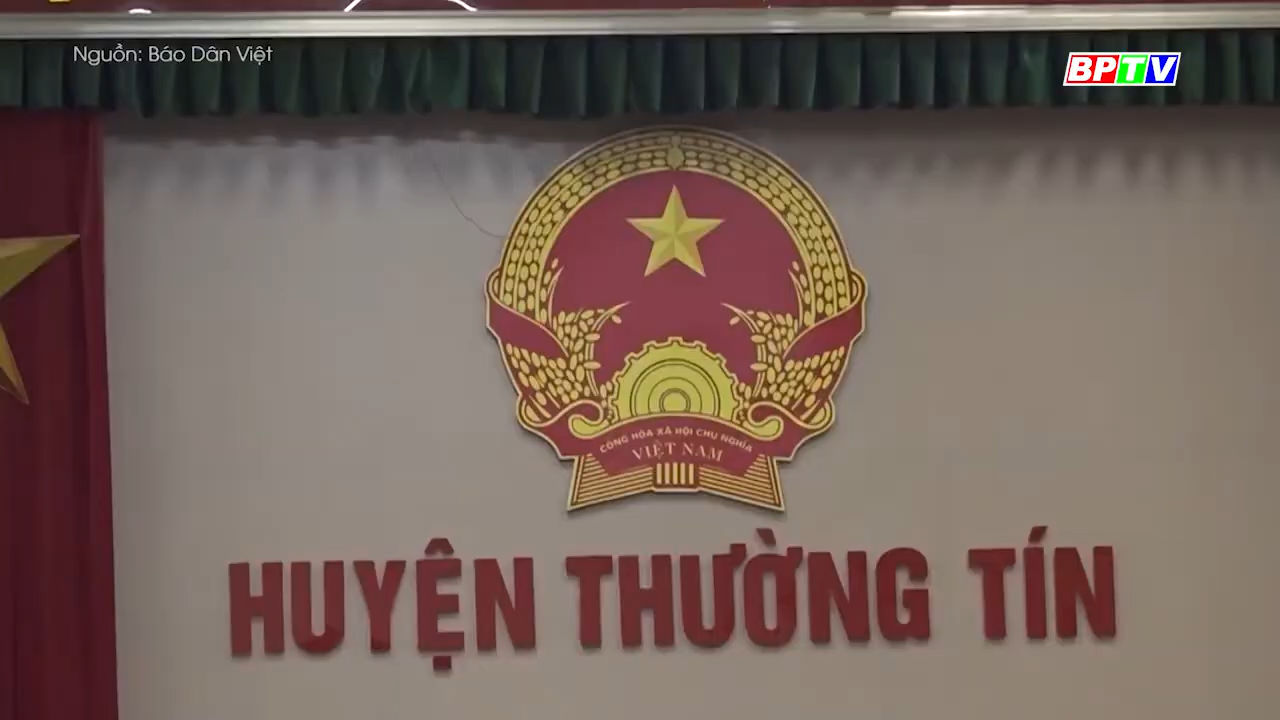 Nguồn: Báo Dân Việt
BPTV
CỘNG HÒA XÃ HỘI CHỦ NGHĨA
VIỆT NAM
HUYỆN THƯỜNG TÍN